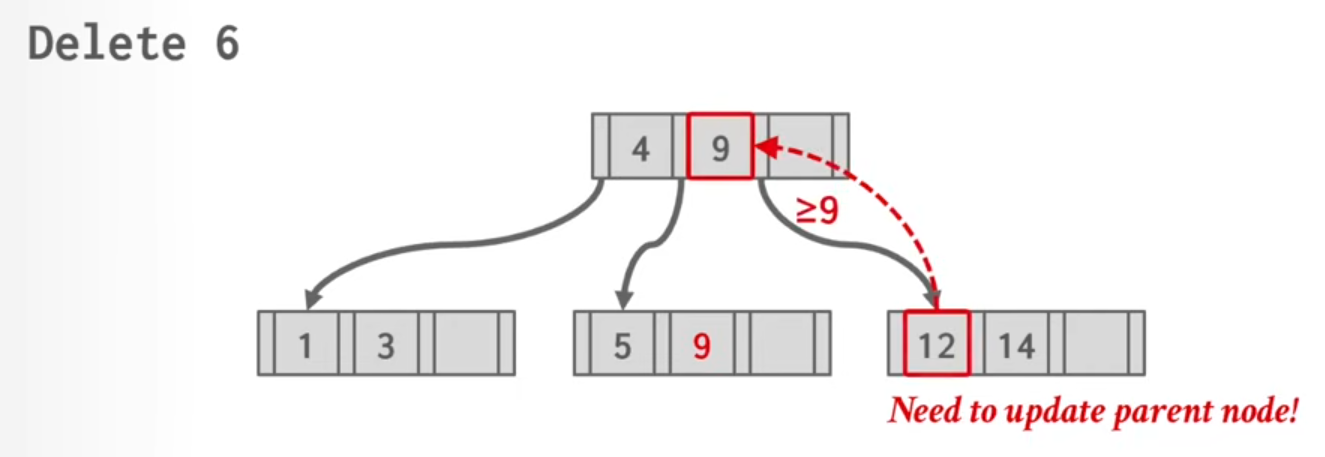 Delete 6
4 9
≥9
1 3
5 9
12 14
Need to update parent node!